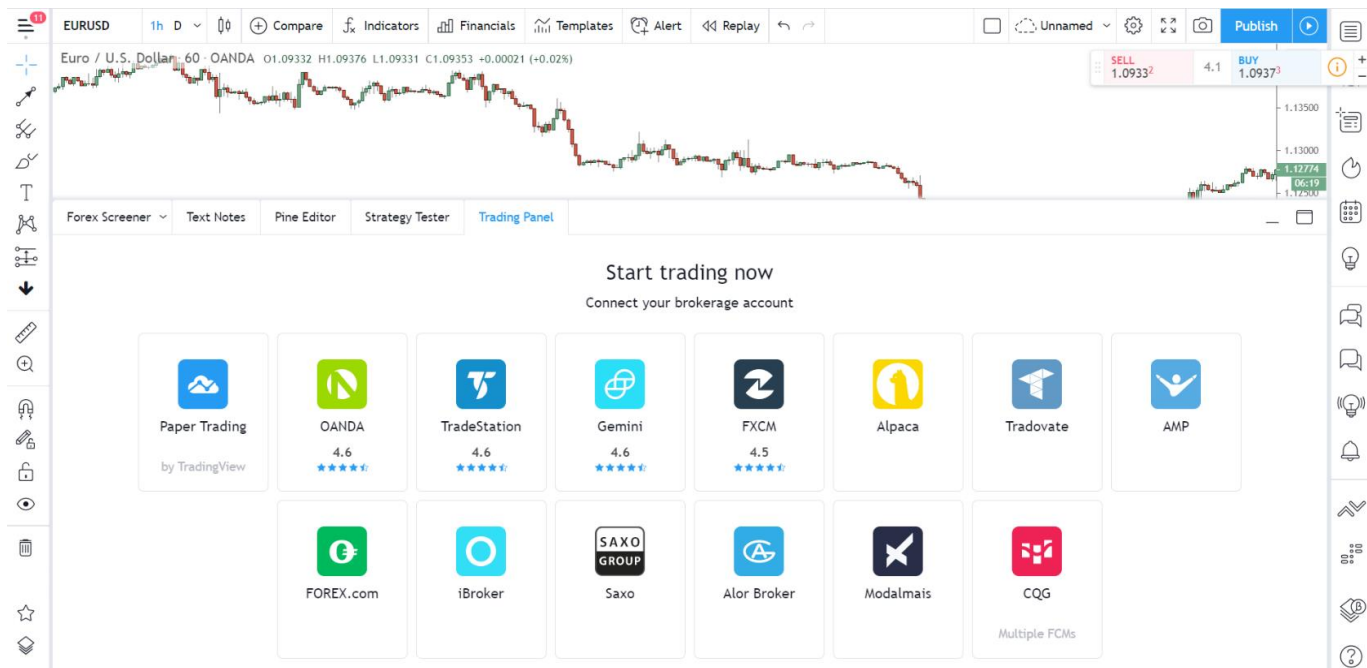 11
EURUSD 1h D Compare Indicators Financials Templates Alert Replay Unnamed Publish
Euro / U.S. Dollar · 60 · OANDA O1.09332 H1.09376 L1.09331 C1.09353 +0.00021 (+0.02%)
SELL
1.09332
4.1
BUY
1.09373
1.13500
1.13000
1.12774
06:19
1.12500
Forex Screener Text Notes Pine Editor Strategy Tester Trading Panel
Start trading now
Connect your brokerage account
Paper Trading
by TradingView
OANDA
4.6
TradeStation
4.6
Gemini
4.6
FXCM
4.5
Alpaca
Tradovate
AMP
FOREX.com
iBroker
SAXO
GROUP
Saxo
Alor Broker
Modalmais
CQG
Multiple FCMs